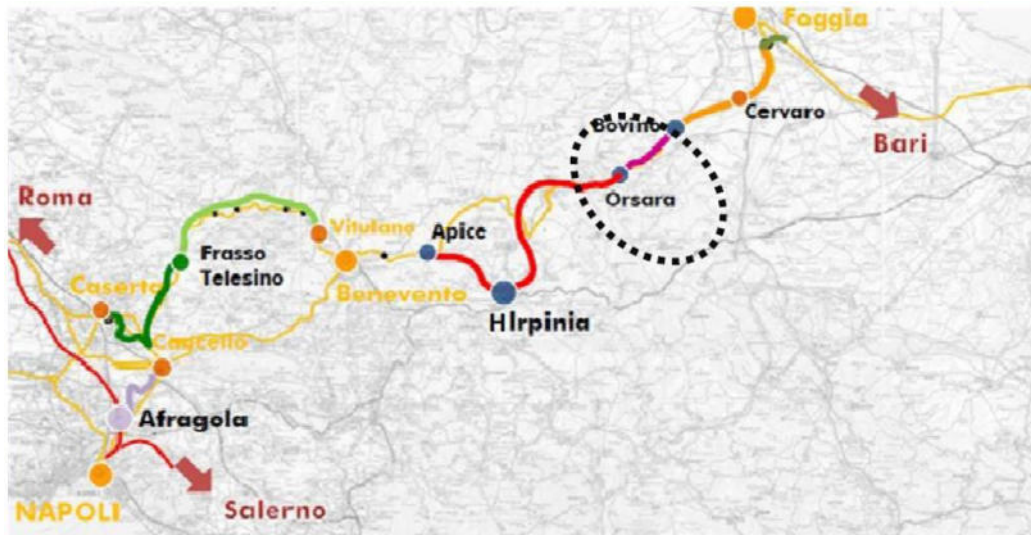 Foggia
Cervaro
Bovino
Bari
Orsara
Roma
Vitulano
Apice
Frasso
Telesino
Caserta
Benevento
HIrpinia
Cancello
Afragola
NAPOLI
Salerno